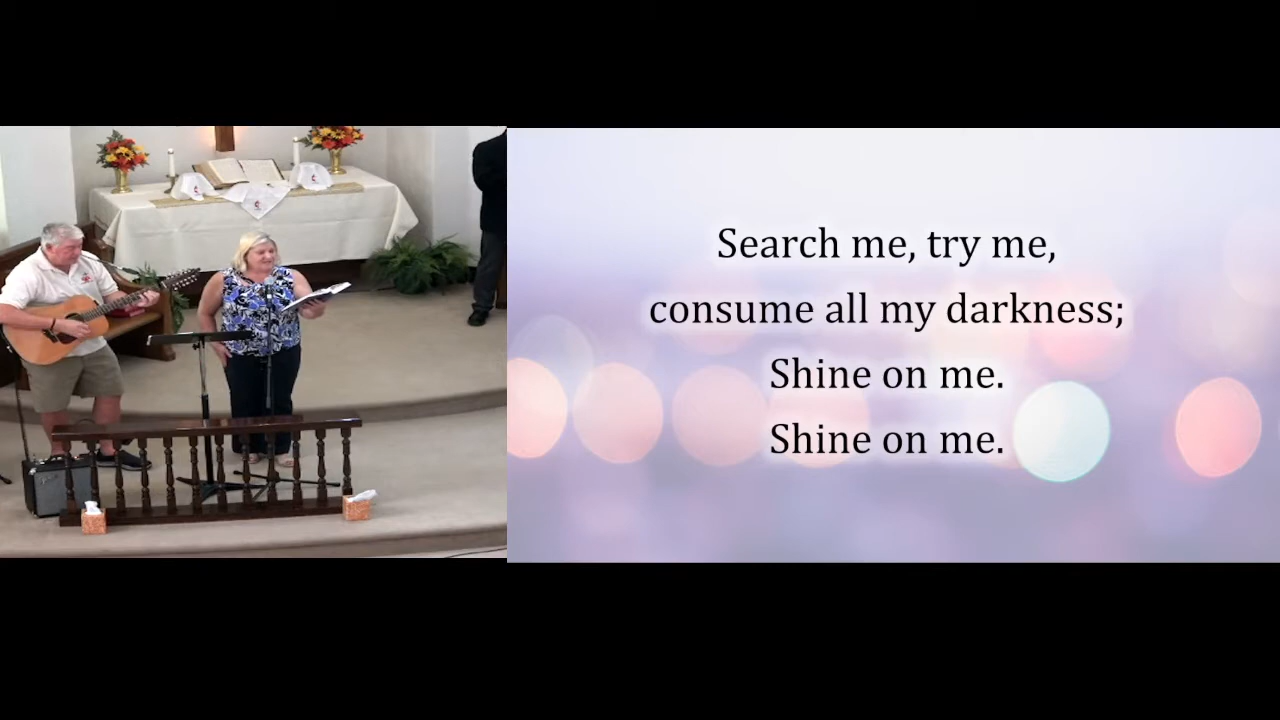 Search me, try me,
consume all my darkness;
Shine on me.
Shine on me.